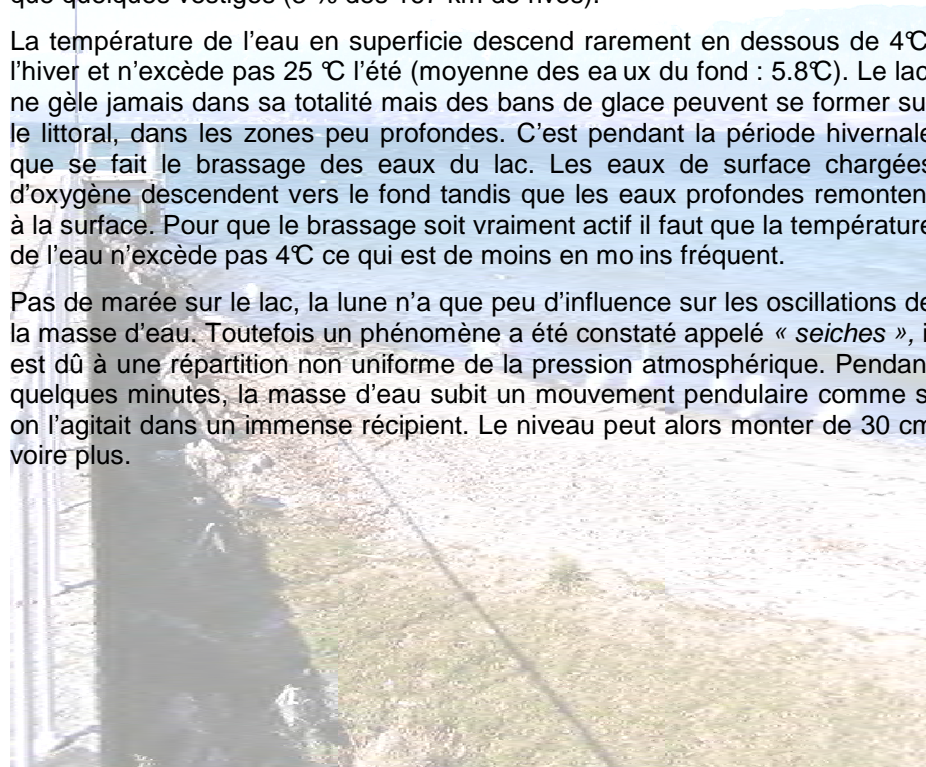 La température de l'eau en superficie descend rarement en dessous de 4°C
l'hiver et n'excède pas 25 °C l'été (moyenne des ea ux du fond : 5.8°C). Le lac
ne gèle jamais dans sa totalité mais des bans de glace peuvent se former su
le littoral, dans les zones peu profondes. C'est pendant la période hivernale
que se fait le brassage des eaux du lac. Les eaux de surface chargées
d'oxygène descendent vers le fond tandis que les eaux profondes remonten
à la surface. Pour que le brassage soit vraiment actif il faut que la température
de l'eau n'excède pas 4°C ce qui est de moins en mo ins fréquent.
Pas de marée sur le lac, la lune n'a que peu d'influence sur les oscillations de
la masse d'eau. Toutefois un phénomène a été constaté appelé « seiches », i
est dû à une répartition non uniforme de la pression atmosphérique. Pendan
quelques minutes, la masse d'eau subit un mouvement pendulaire comme s
on l'agitait dans un immense récipient. Le niveau peut alors monter de 30 cm
voire plus.